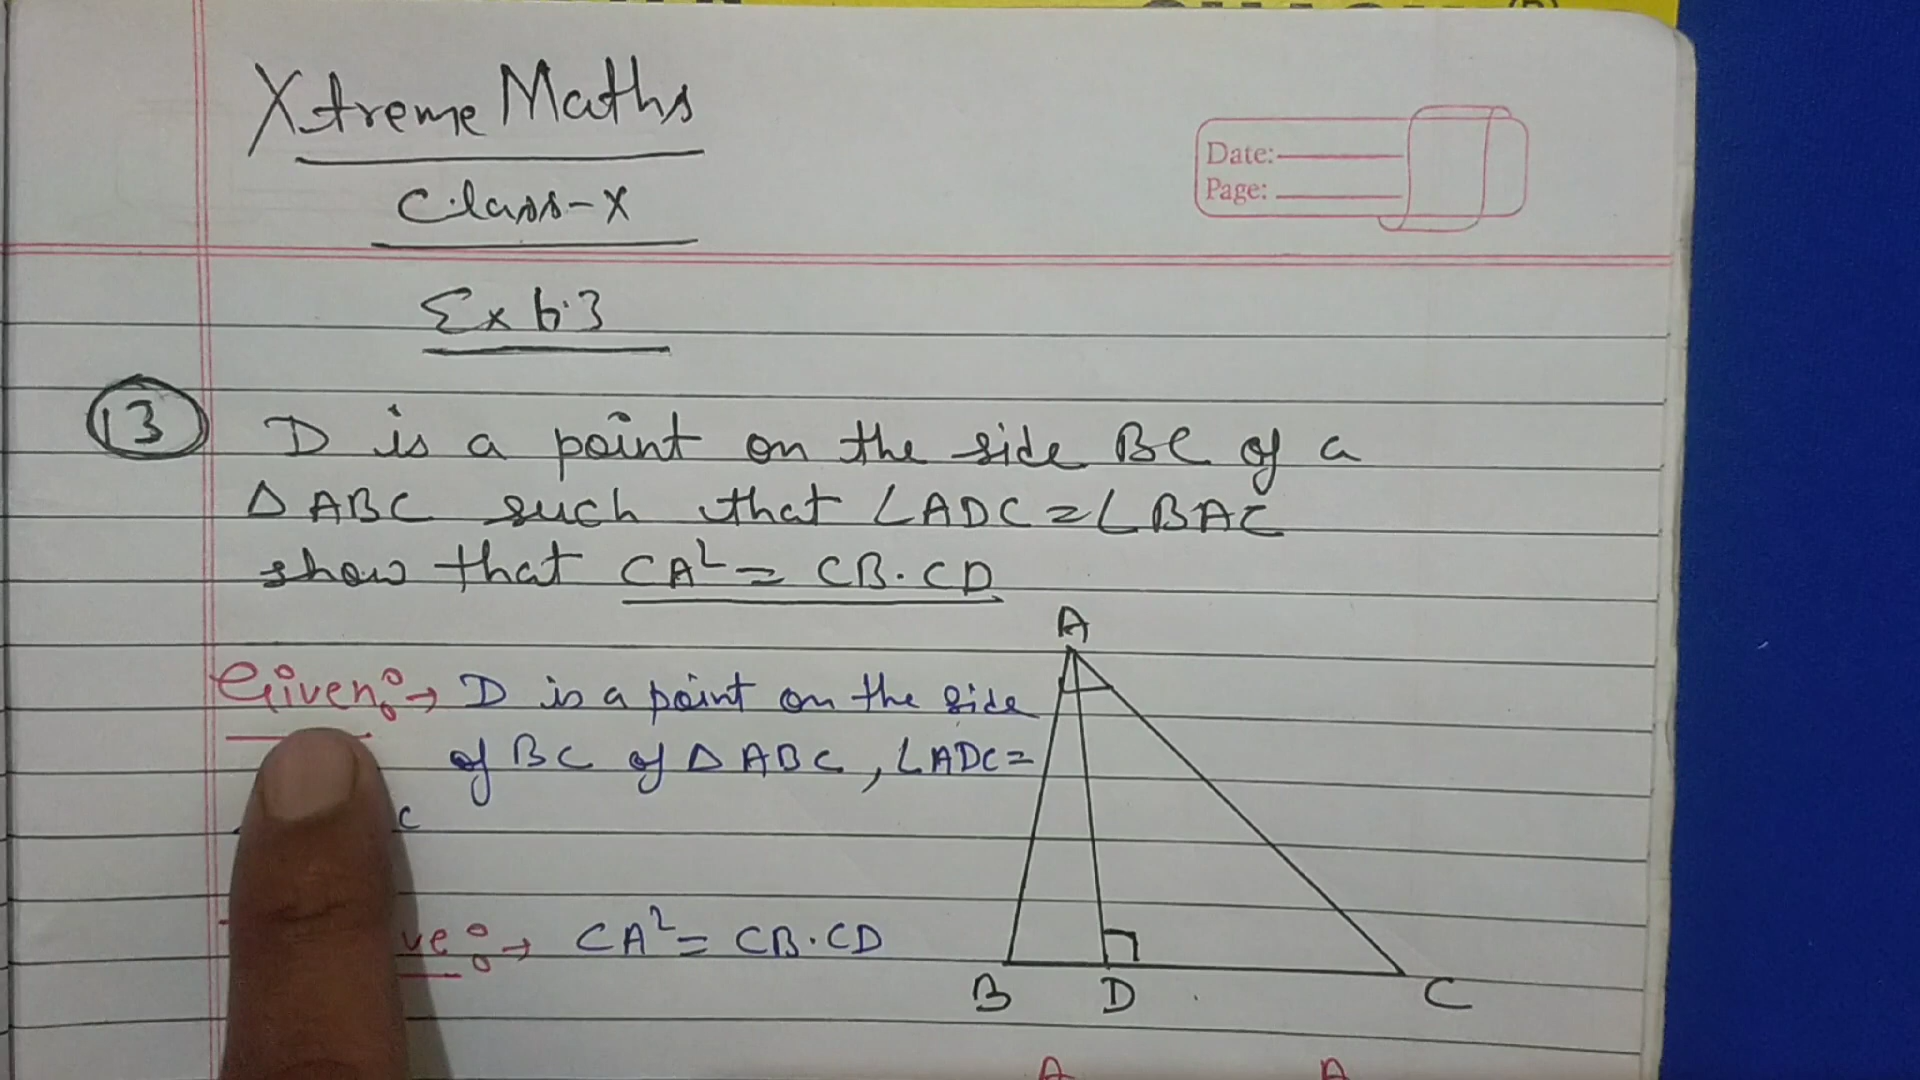 Xtreme Maths
Class-X
Date:
Page:
Ex 6.3
13 D is a point on the side BC of a
Δ ABC such that ∠ADC = ∠BAC
show that CA² = CB.CD
A
Given:→ D is a point on the side
of BC of Δ ABC, ∠ADC =
C
ve:→ CA² = CB.CD
B D C
A A